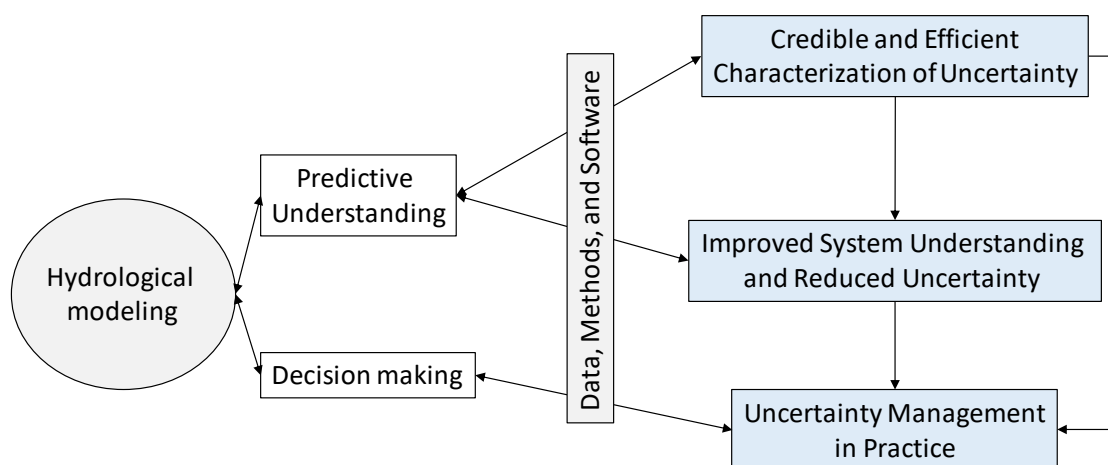 Hydrological
modeling
Predictive
Understanding
Decision making
Data, Methods, and Software
Credible and Efficient
Characterization of Uncertainty
Improved System Understanding
and Reduced Uncertainty
Uncertainty Management
in Practice